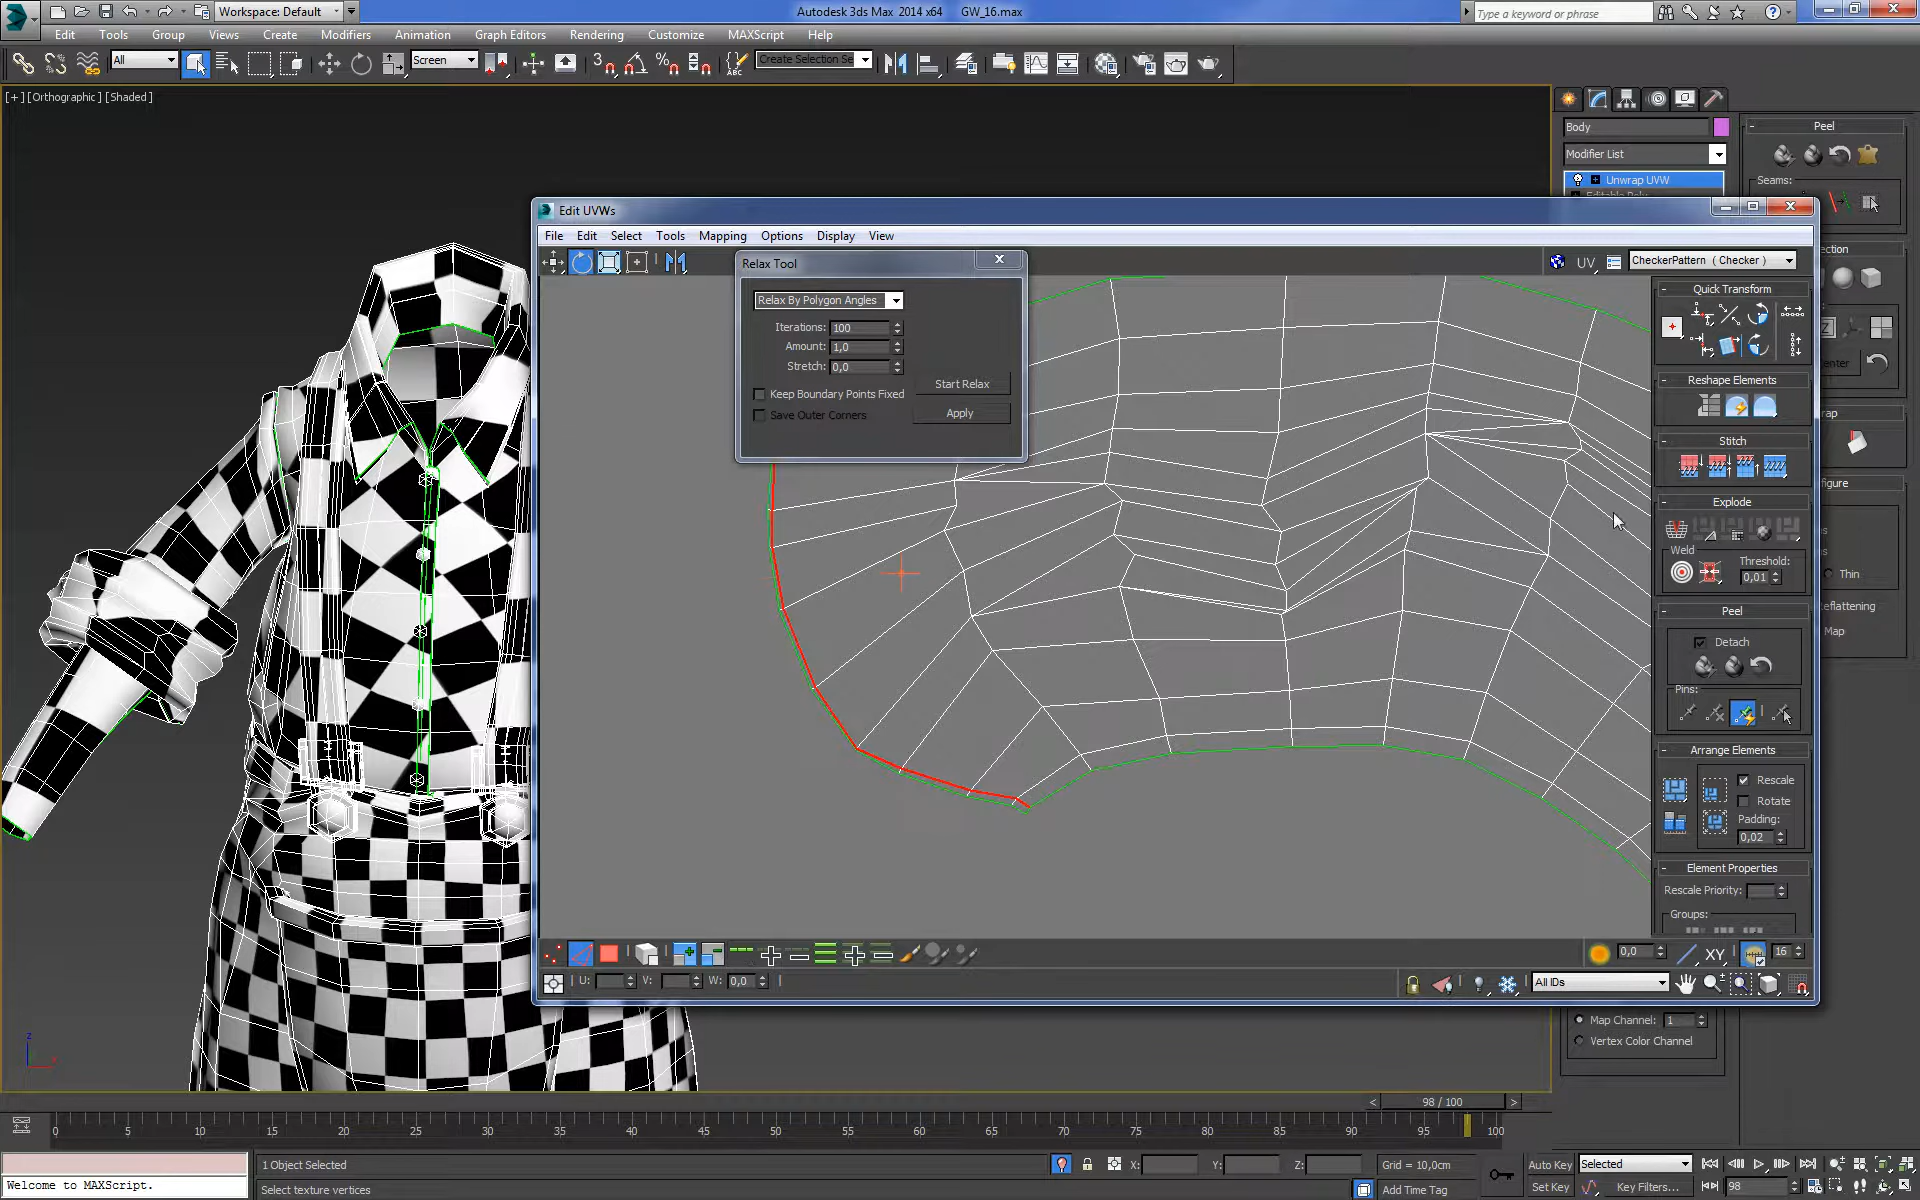 Workspace: Default
Autodesk 3ds Max 2014 x64 GW_16.max
Type a keyword or phrase
Edit Tools Group Views Create Modifiers Animation Graph Editors Rendering Customize MAXScript Help
All
Screen
3
Create Selection Se
[+] [Orthographic] [Shaded]
Body
Peel
Modifier List
Seams:
Unwrap UVW
Edit UVWs
File Edit Select Tools Mapping Options Display View
Relax Tool
UV
CheckerPattern ( Checker )
Relax By Polygon Angles
Iterations: 100
Amount: 1,0
Stretch: 0,0
Start Relax
Keep Boundary Points Fixed
Save Outer Corners
Apply
Quick Transform
Reshape Elements
Stitch
Explode
Weld
Threshold:
0,01
Thin
Peel
Detach
Map
Pins:
Arrange Elements
Rescale
Rotate
Padding:
0,02
Element Properties
Rescale Priority:
Groups:
0,0
XY
16
U: V: W: 0,0
All IDs
Map Channel: 1
Vertex Color Channel
98 / 100
0 5 10 15 20 25 30 35 40 45 50 55 60 65 70 75 80 85 90 95 100
1 Object Selected
X: Y: Z:
Grid = 10,0cm
Auto Key
Selected
Welcome to MAXScript.
Select texture vertices
Add Time Tag
Set Key
Key Filters...
98